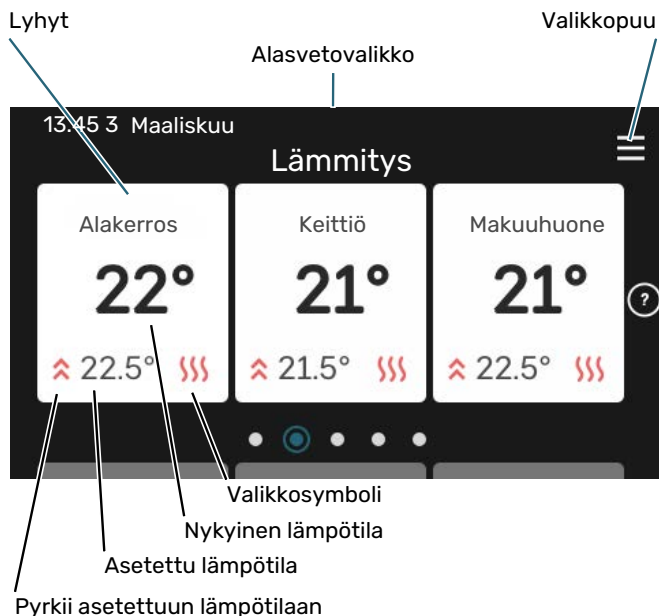 Lyhyt
Valikkopuu
Alasvetovalikko
13.45 3 Maaliskuu
Lämmitys
Alakerros
Keittiö
Makuuhuone
22°
21°
21°
?
22.5°
21.5°
22.5°
Valikkosymboli
Nykyinen lämpötila
Asetettu lämpötila
Pyrkii asetettuun lämpötilaan